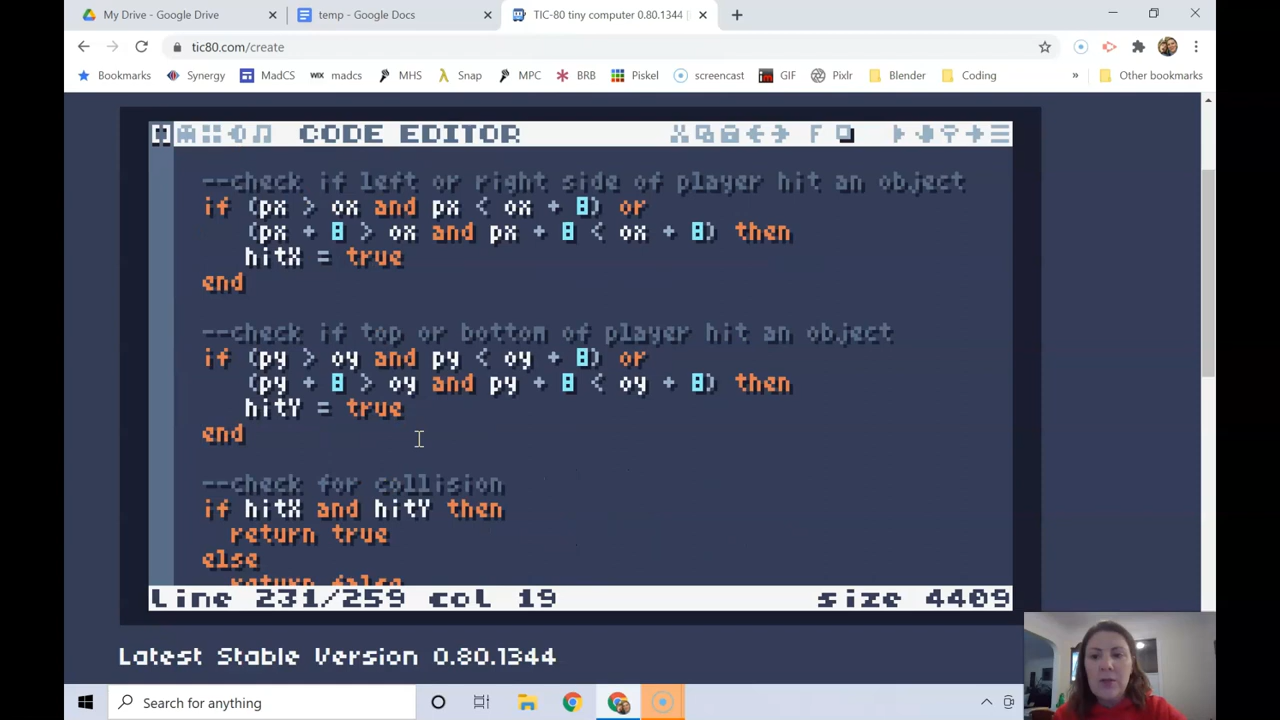 My Drive - Google Drive
temp - Google Docs
TIC-80 tiny computer 0.80.1344
tic80.com/create
Bookmarks
Synergy
MadCS
WIX madcs
MHS
Snap
MPC
BRB
Piskel
screencast
im GIF
Pixlr
Blender
Coding
»
Other bookmarks
CODE EDITOR
F
--check if left or right side of player hit an object
if (px > ox and px < ox + 8) or
(px + 8 > ox and px + 8 < ox + 8) then
hitX = true
end
--check if top or bottom of player hit an object
if (py > oy and py < oy + 8) or
(py + 8 > oy and py + 8 < oy + 8) then
hitY = true
end
--check for collision
if hitX and hitY then
return true
else
return false
Line 231/259 col 19
size 4409
Latest Stable Version 0.80.1344
Search for anything